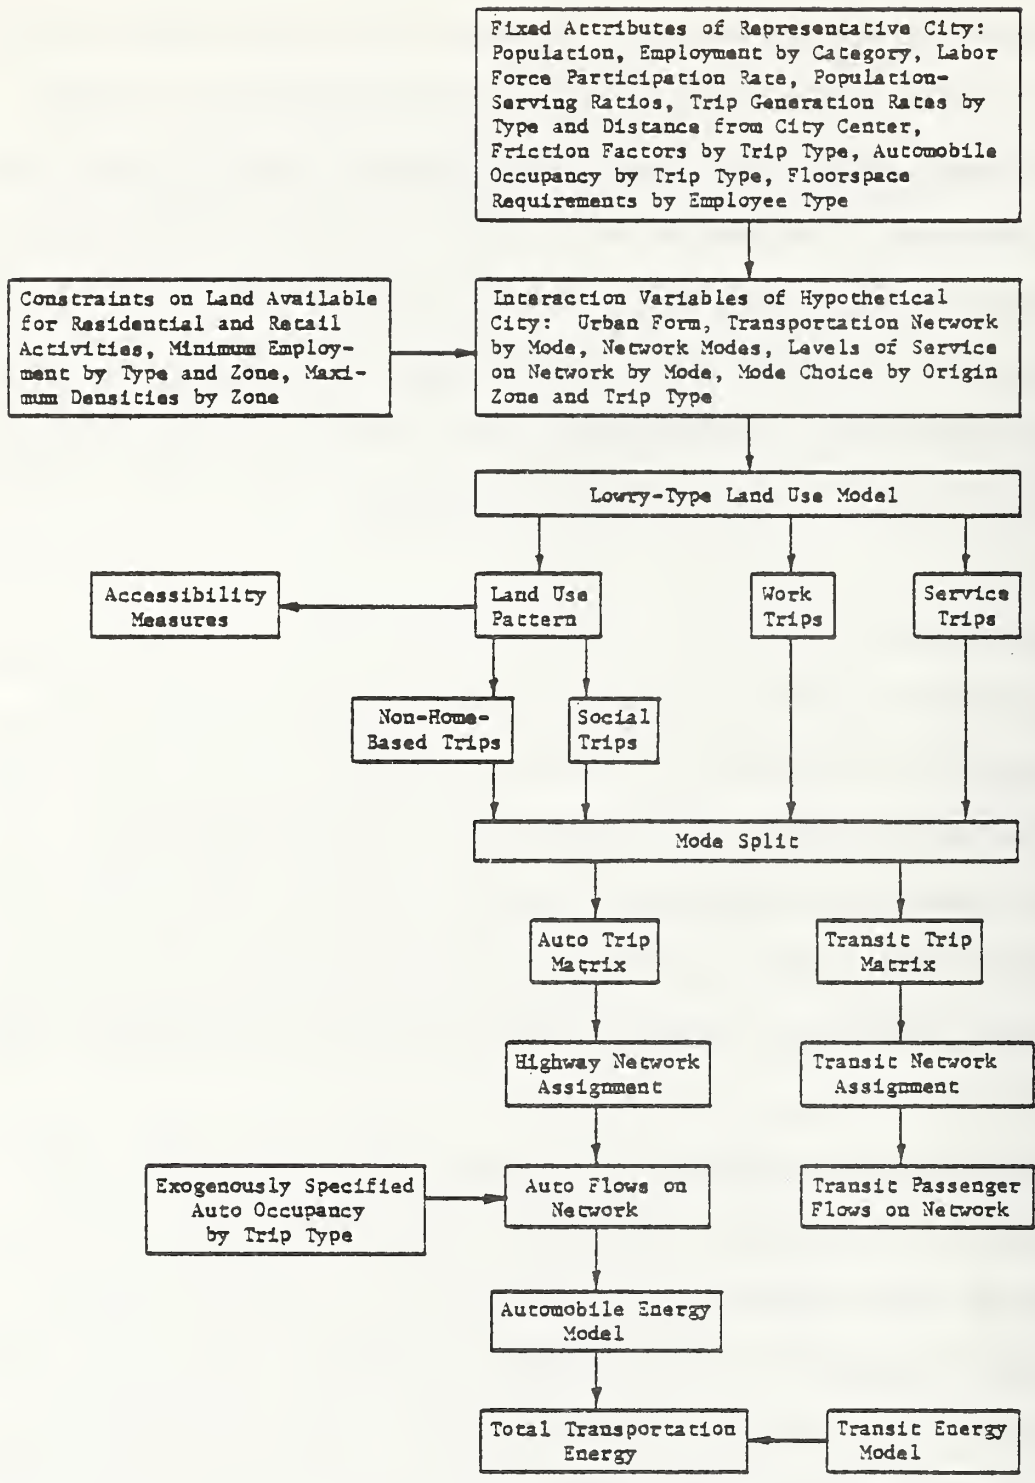 Fixed Attributes of Representative City:
Population, Employment by Category, Labor
Force Participation Rate, Population-
Serving Ratios, Trip Generation Rates by
Type and Distance from City Center,
Friction Factors by Trip Type, Automobile
Occupancy by Trip Type, Floorspace
Requirements by Employee Type
Constraints on Land Available
for Residential and Retail
Activities, Minimum Employ-
ment by Type and Zone, Maxi-
mum Densities by Zone
Interaction Variables of Hypothetical
City: Urban Form, Transportation Network
by Mode, Network Modes, Levels of Service
on Network by Mode, Mode Choice by Origin
Zone and Trip Type
Lowry-Type Land Use Model
Accessibility
Measures
Land Use
Pattern
Work
Trips
Service
Trips
Non-Home-
Based Trips
Social
Trips
Mode Split
Auto Trip
Matrix
Transit Trip
Matrix
Highway Network
Assignment
Transit Network
Assignment
Exogenously Specified
Auto Occupancy
by Trip Type
Auto Flows on
Network
Transit Passenger
Flows on Network
Automobile Energy
Model
Total Transportation
Energy
Transit Energy
Model